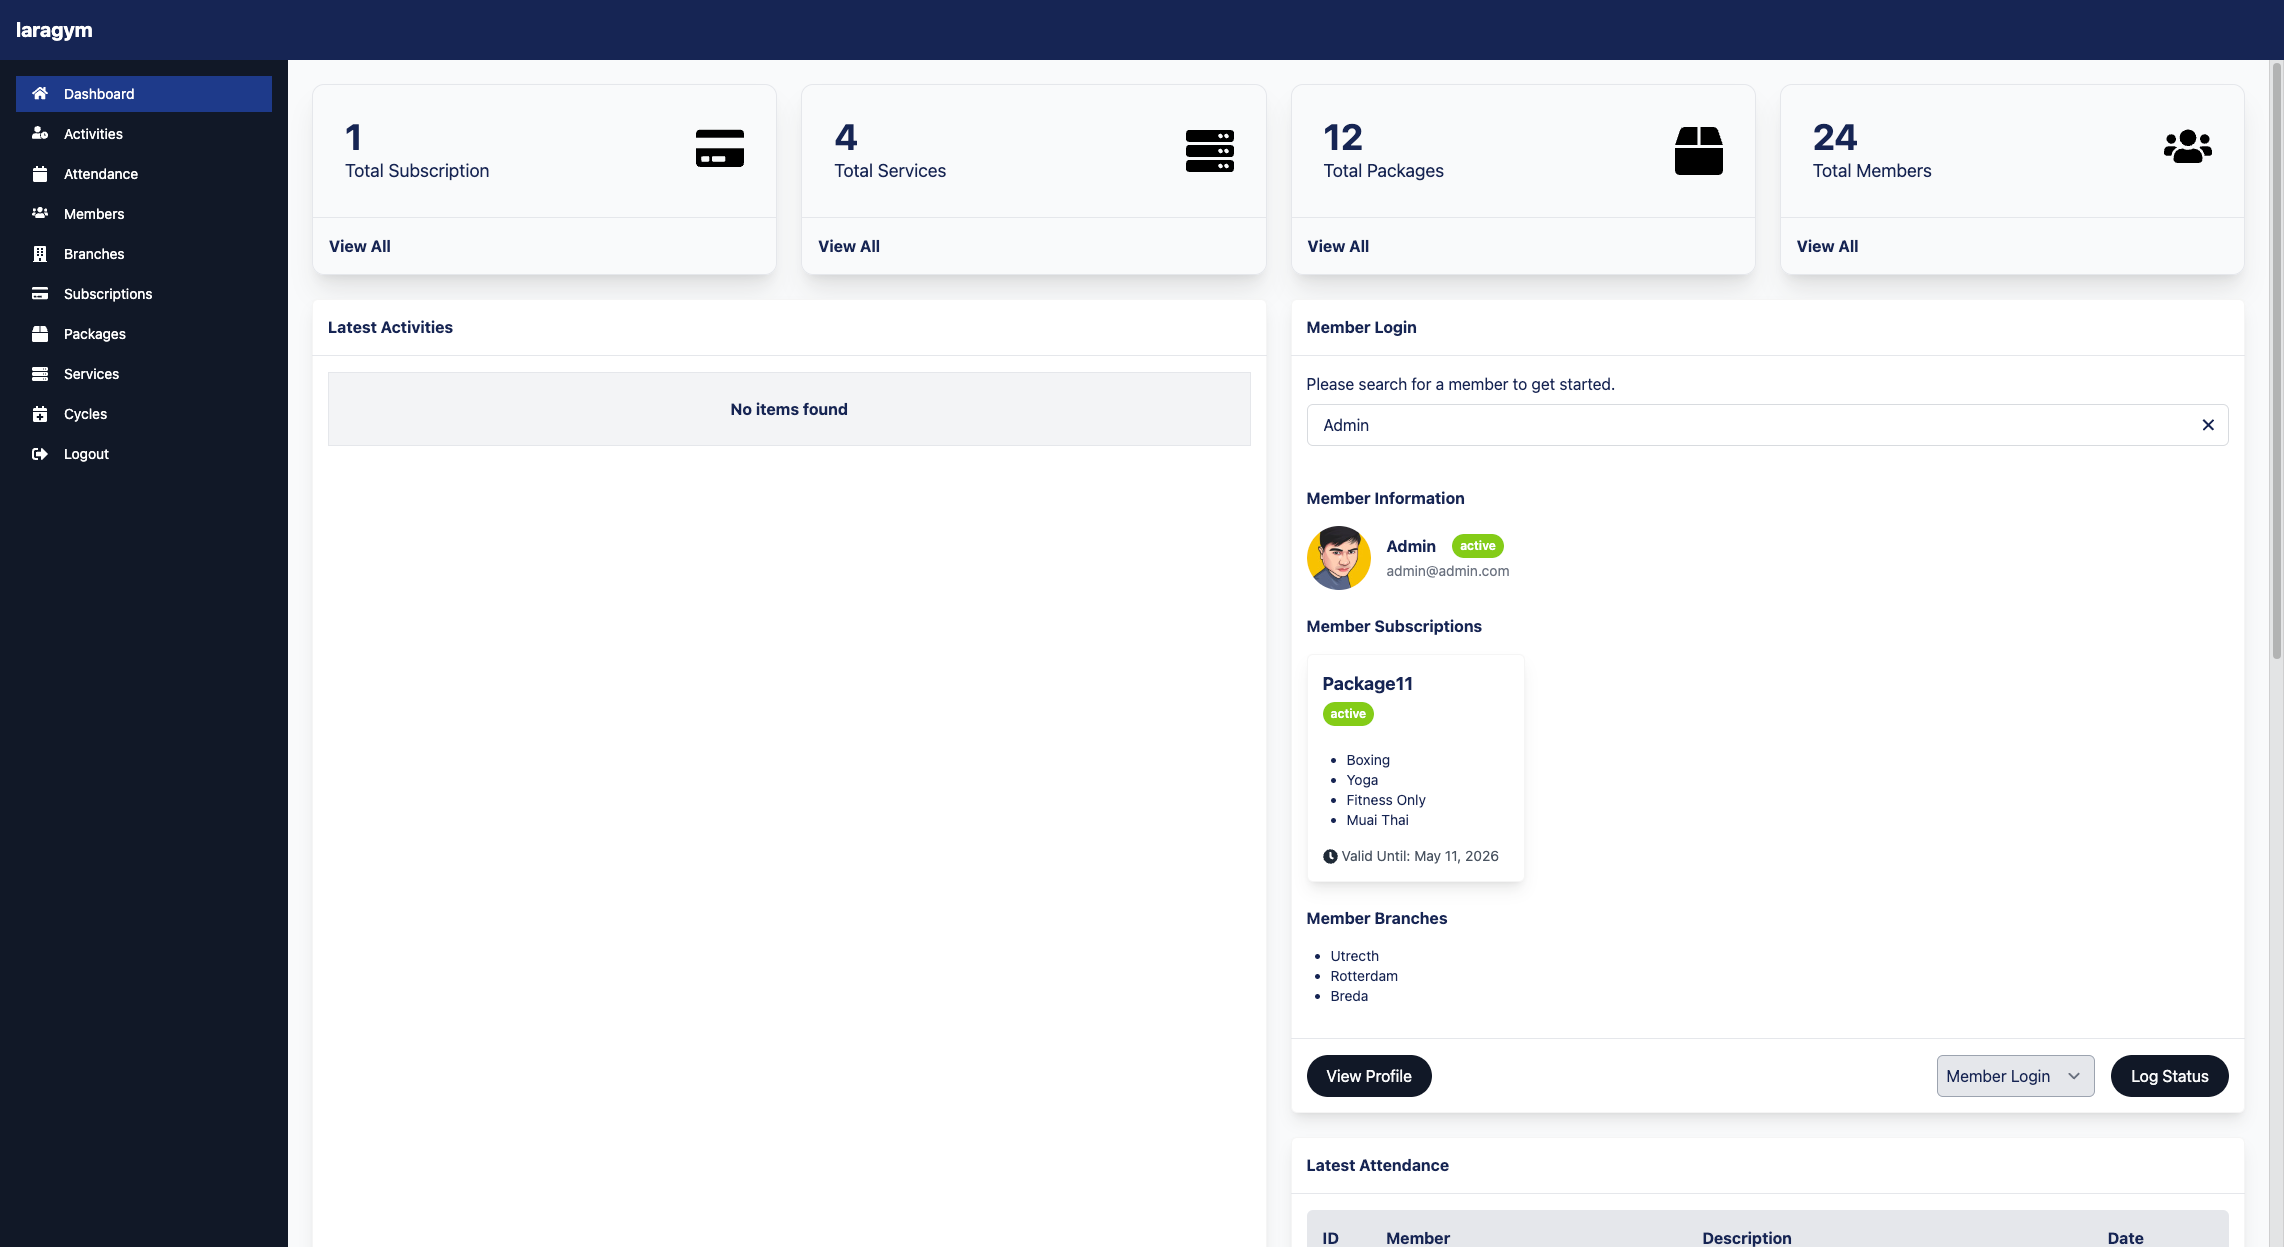 laragym
Dashboard
Activities
Attendance
Members
Branches
Subscriptions
Packages
Services
Cycles
Logout
1
Total Subscription
View All
4
Total Services
View All
12
Total Packages
View All
24
Total Members
View All
Latest Activities
No items found
Member Login
Please search for a member to get started.
Admin
Member Information
Admin active
admin@admin.com
Member Subscriptions
Package11
active
Boxing
Yoga
Fitness Only
Muai Thai
Valid Until: May 11, 2026
Member Branches
Utrecth
Rotterdam
Breda
View Profile Member Login Log Status
Latest Attendance
ID Member Description Date